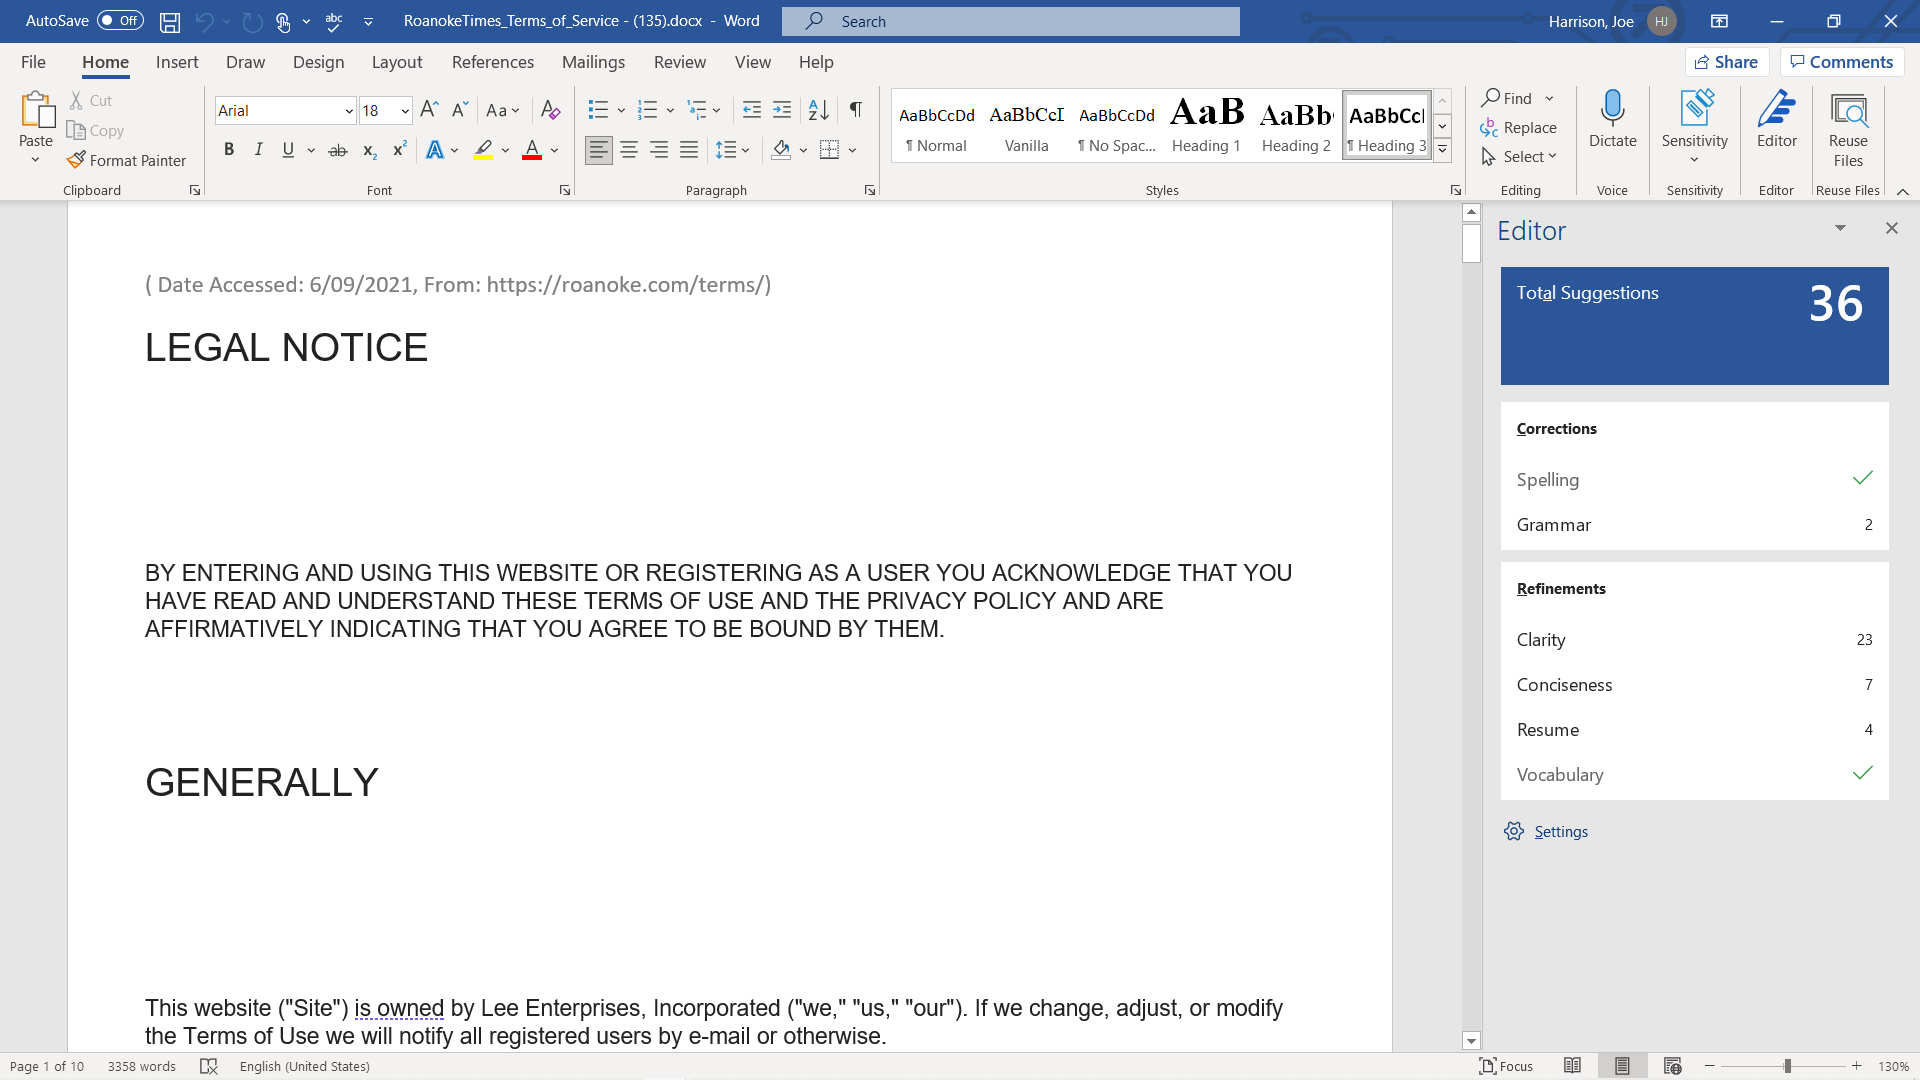 AutoSave Off RoanokeTimes_Terms_of_Service - (135).docx - Word Search Harrison, Joe HJ
File Home Insert Draw Design Layout References Mailings Review View Help Share Comments
Paste
Cut
Copy
Format Painter
Clipboard
Arial 18
Font
Paragraph
AaBbCcDd AaBbCcI AaBbCcDd AaB AaBb( AaBbCcI
¶ Normal Vanilla ¶ No Spac... Heading 1 Heading 2 ¶ Heading 3
Styles
Find
Replace
Select
Editing
Dictate
Voice
Sensitivity
Sensitivity
Editor
Editor
Reuse
Files
Reuse Files
( Date Accessed: 6/09/2021, From: https://roanoke.com/terms/)
LEGAL NOTICE
BY ENTERING AND USING THIS WEBSITE OR REGISTERING AS A USER YOU ACKNOWLEDGE THAT YOU
HAVE READ AND UNDERSTAND THESE TERMS OF USE AND THE PRIVACY POLICY AND ARE
AFFIRMATIVELY INDICATING THAT YOU AGREE TO BE BOUND BY THEM.
GENERALLY
This website ("Site") is owned by Lee Enterprises, Incorporated ("we," "us," "our"). If we change, adjust, or modify
the Terms of Use we will notify all registered users by e-mail or otherwise.
Editor
Total Suggestions 36
Corrections
Spelling
Grammar 2
Refinements
Clarity 23
Conciseness 7
Resume 4
Vocabulary
Settings
Page 1 of 10 3358 words English (United States) Focus 130%